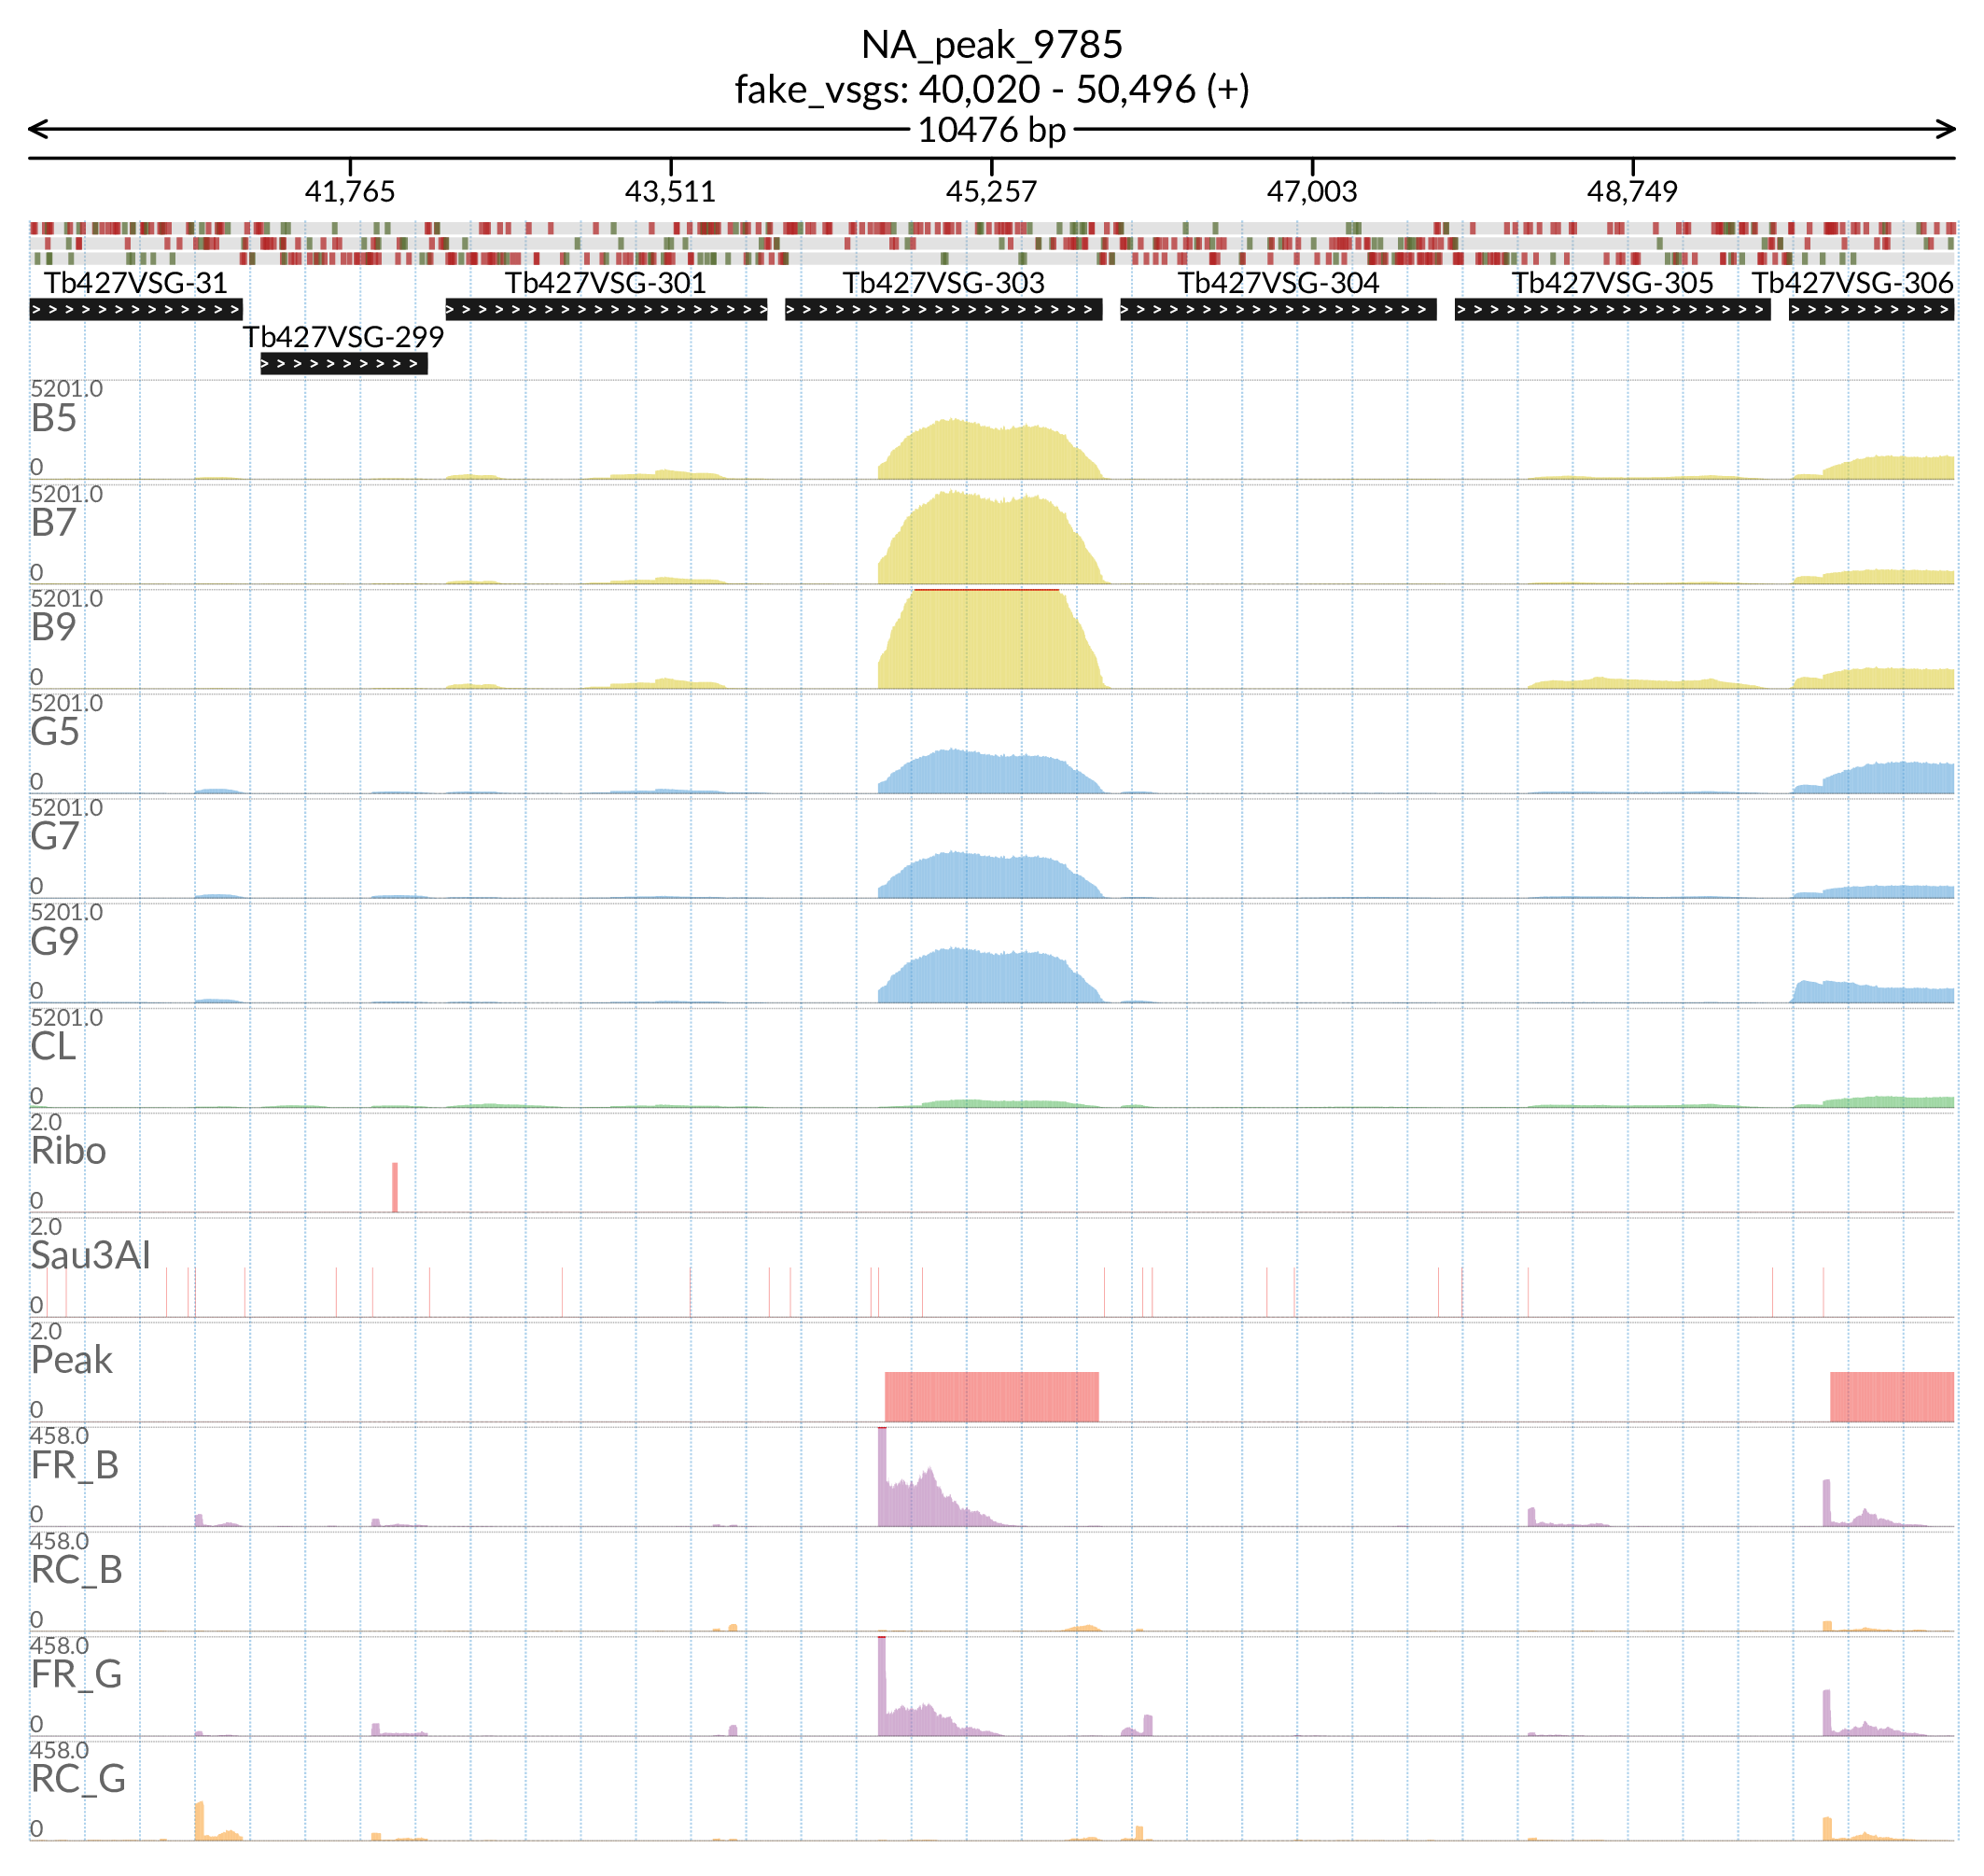 NA_peak_9785
fake_vsgs: 40,020 - 50,496 (+)
10476 bp
41,765 43,511 45,257 47,003 48,749
Tb427VSG-31 Tb427VSG-301 Tb427VSG-303 Tb427VSG-304 Tb427VSG-305 Tb427VSG-306
Tb427VSG-299
5201.0
B5
0
5201.0
B7
0
5201.0
B9
0
5201.0
G5
0
5201.0
G7
0
5201.0
G9
0
5201.0
CL
0
2.0
Ribo
0
2.0
Sau3AI
0
2.0
Peak
0
458.0
FR_B
0
458.0
RC_B
0
458.0
FR_G
0
458.0
RC_G
0